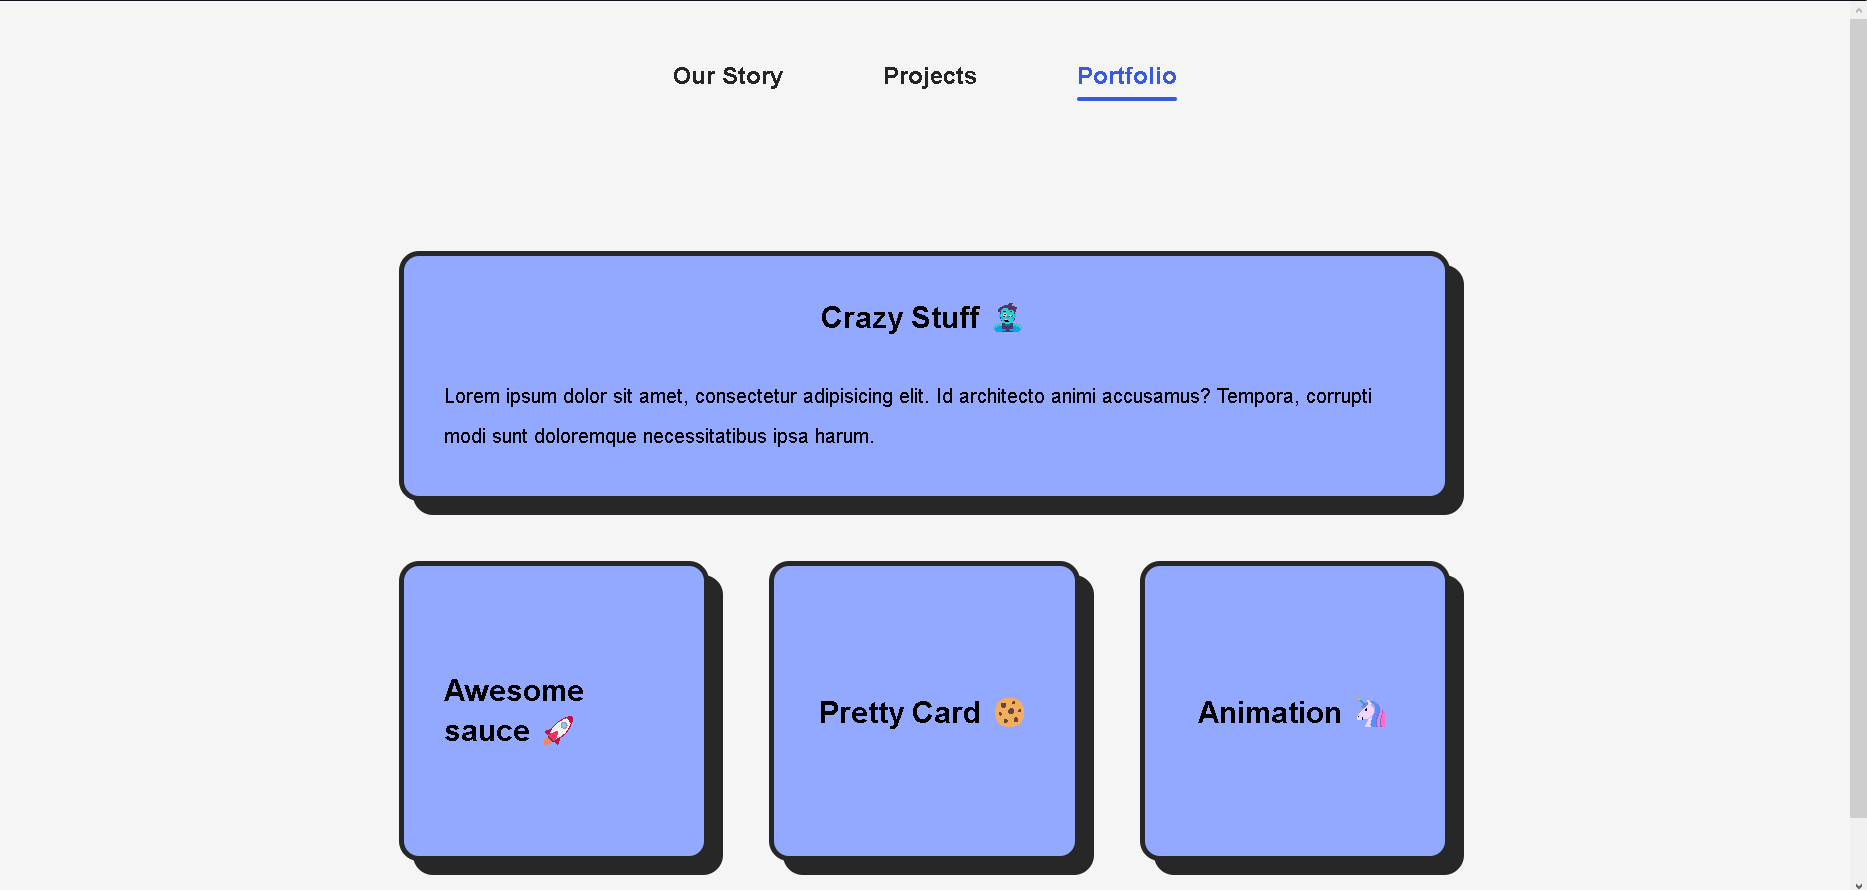 Our Story Projects Portfolio
Crazy Stuff 🧟‍♂️
Lorem ipsum dolor sit amet, consectetur adipisicing elit. Id architecto animi accusamus? Tempora, corrupti
modi sunt doloremque necessitatibus ipsa harum.
Awesome
sauce 🚀
Pretty Card 🍪
Animation 🦄